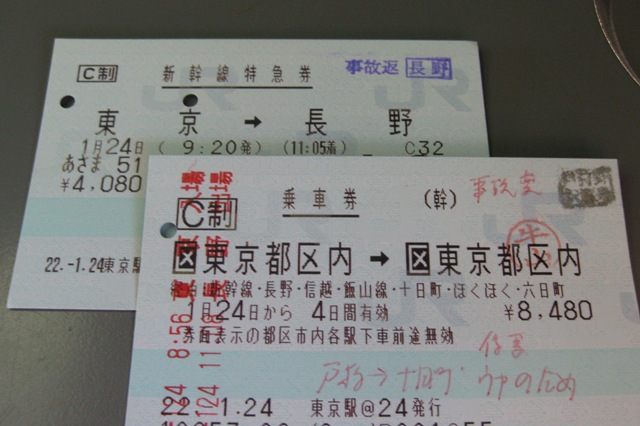 C制 新幹線特急券 事故返 長野
東 京 → 長 野
1月24日 ( 9:20発) (11:05着) C32
あさま 51
¥4,080
22.-1.24東京駅
C制 乗車券 (幹) 事故変
区東京都区内 → 区東京都区内
幹線・長野・信越・飯山線・十日町・ほくほく・六日町
1月24日から 4日間有効 ¥8,480
券面表示の都区市内各駅下車前途無効
十日町
22.-1.24 東京駅@24発行